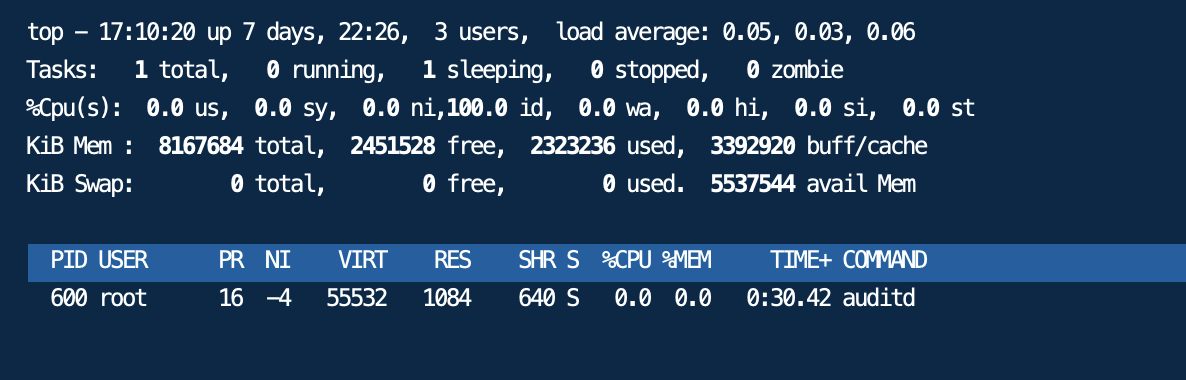 top - 17:10:20 up 7 days, 22:26,  3 users,  load average: 0.05, 0.03, 0.06
Tasks:   1 total,   0 running,   1 sleeping,   0 stopped,   0 zombie
%Cpu(s):  0.0 us,  0.0 sy,  0.0 ni,100.0 id,  0.0 wa,  0.0 hi,  0.0 si,  0.0 st
KiB Mem :  8167684 total,  2451528 free,  2323236 used,  3392920 buff/cache
KiB Swap:        0 total,        0 free,        0 used.  5537544 avail Mem
  PID USER      PR  NI    VIRT    RES    SHR S  %CPU %MEM     TIME+ COMMAND
  600 root      16  -4   55532   1084    640 S   0.0  0.0   0:30.42 auditd